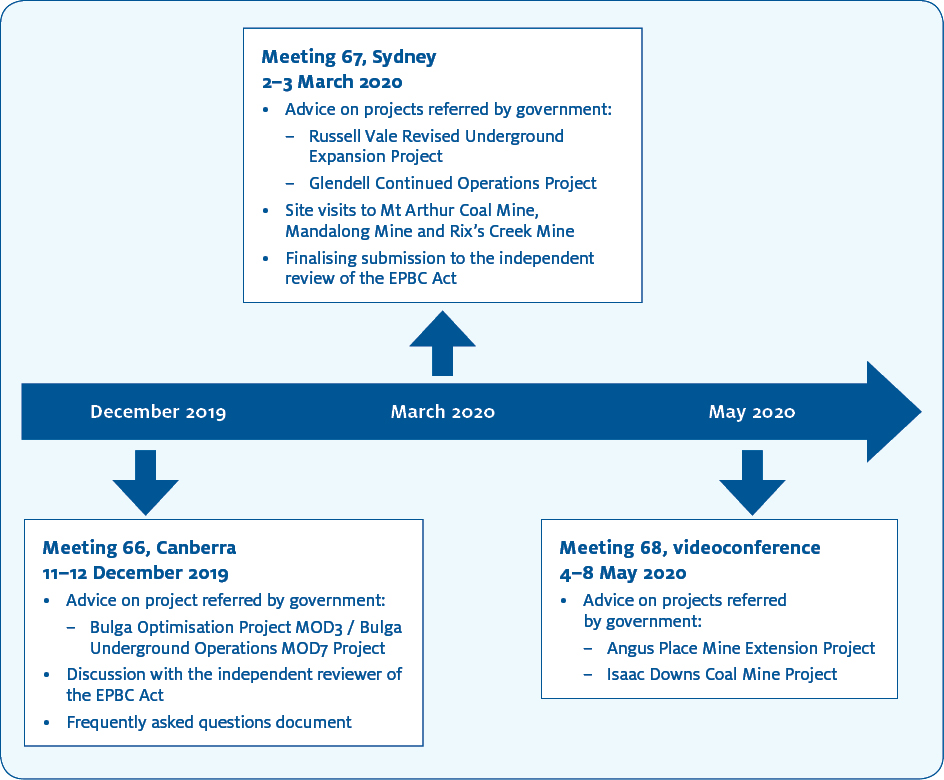 Meeting 67, Sydney
2–3 March 2020
• Advice on projects referred by government:
– Russell Vale Revised Underground
Expansion Project
– Glendell Continued Operations Project
• Site visits to Mt Arthur Coal Mine,
Mandalong Mine and Rix's Creek Mine
• Finalising submission to the independent
review of the EPBC Act
December 2019
March 2020
May 2020
Meeting 66, Canberra
11–12 December 2019
• Advice on project referred by government:
– Bulga Optimisation Project MOD3 / Bulga
Underground Operations MOD7 Project
• Discussion with the independent reviewer of
the EPBC Act
• Frequently asked questions document
Meeting 68, videoconference
4–8 May 2020
• Advice on projects referred
by government:
– Angus Place Mine Extension Project
– Isaac Downs Coal Mine Project